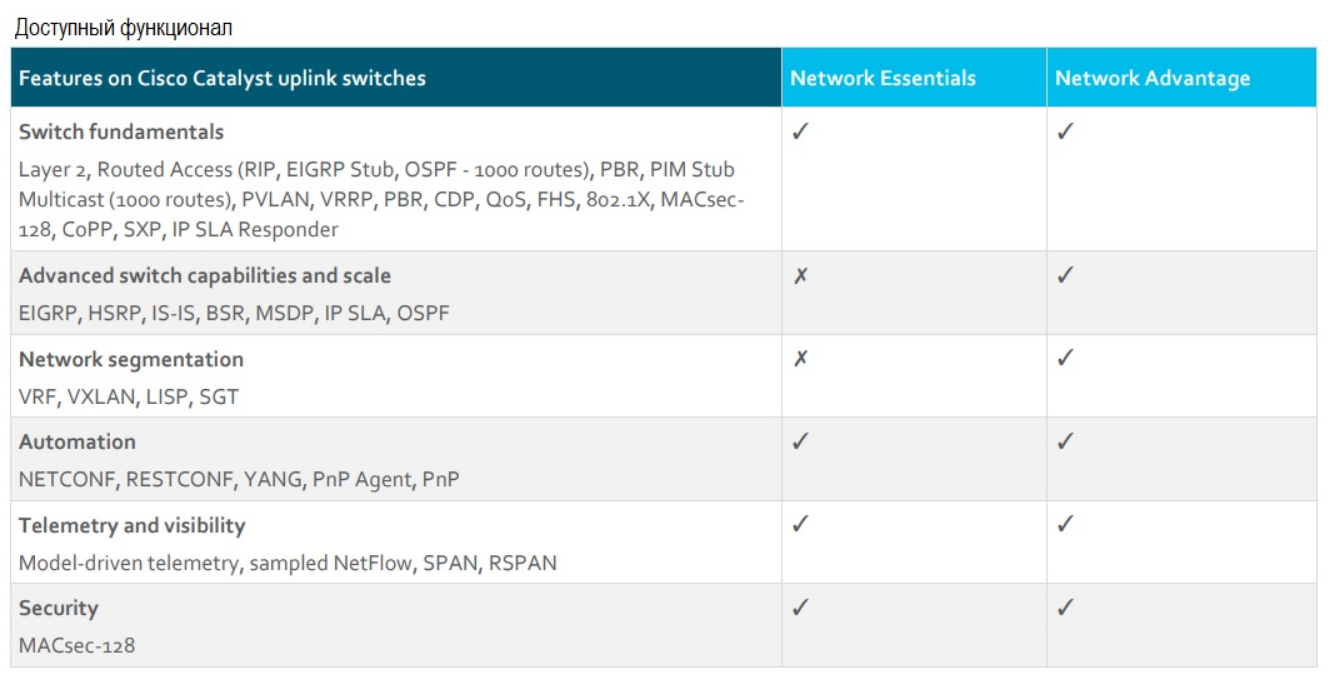 Доступный функционал
Features on Cisco Catalyst uplink switches Network Essentials Network Advantage
Switch fundamentals ✓ ✓
Layer 2, Routed Access (RIP, EIGRP Stub, OSPF - 1000 routes), PBR, PIM Stub
Multicast (1000 routes), PVLAN, VRRP, PBR, CDP, QoS, FHS, 802.1X, MACsec-
128, CoPP, SXP, IP SLA Responder
Advanced switch capabilities and scale ✗ ✓
EIGRP, HSRP, IS-IS, BSR, MSDP, IP SLA, OSPF
Network segmentation ✗ ✓
VRF, VXLAN, LISP, SGT
Automation ✓ ✓
NETCONF, RESTCONF, YANG, PnP Agent, PnP
Telemetry and visibility ✓ ✓
Model-driven telemetry, sampled NetFlow, SPAN, RSPAN
Security ✓ ✓
MACsec-128